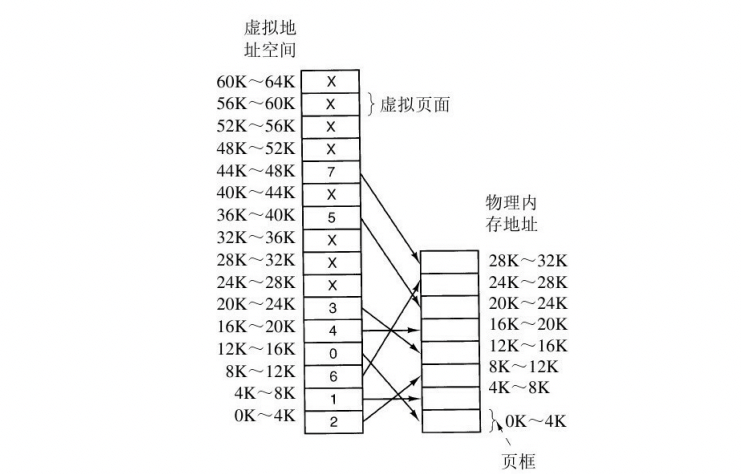 虚拟地
址空间
60K～64K X
56K～60K X 虚拟页面
52K～56K X
48K～52K X
44K～48K 7
40K～44K X
36K～40K 5
32K～36K X
28K～32K X
24K～28K X
20K～24K 3
16K～20K 4
12K～16K 0
8K～12K 6
4K～8K 1
0K～4K 2
物理内
存地址
28K～32K
24K～28K
20K～24K
16K～20K
12K～16K
8K～12K
4K～8K
0K～4K
页框